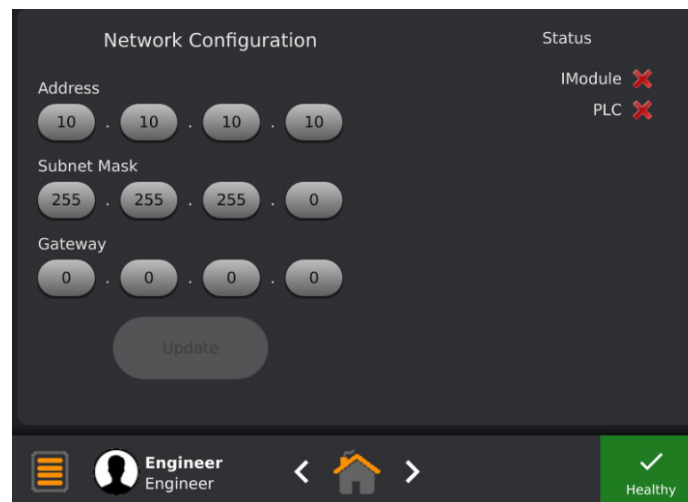 Network Configuration
Status
IModule
PLC
Address
10 . 10 . 10 . 10
Subnet Mask
255 . 255 . 255 . 0
Gateway
0 . 0 . 0 . 0
Update
Engineer
Engineer
Healthy